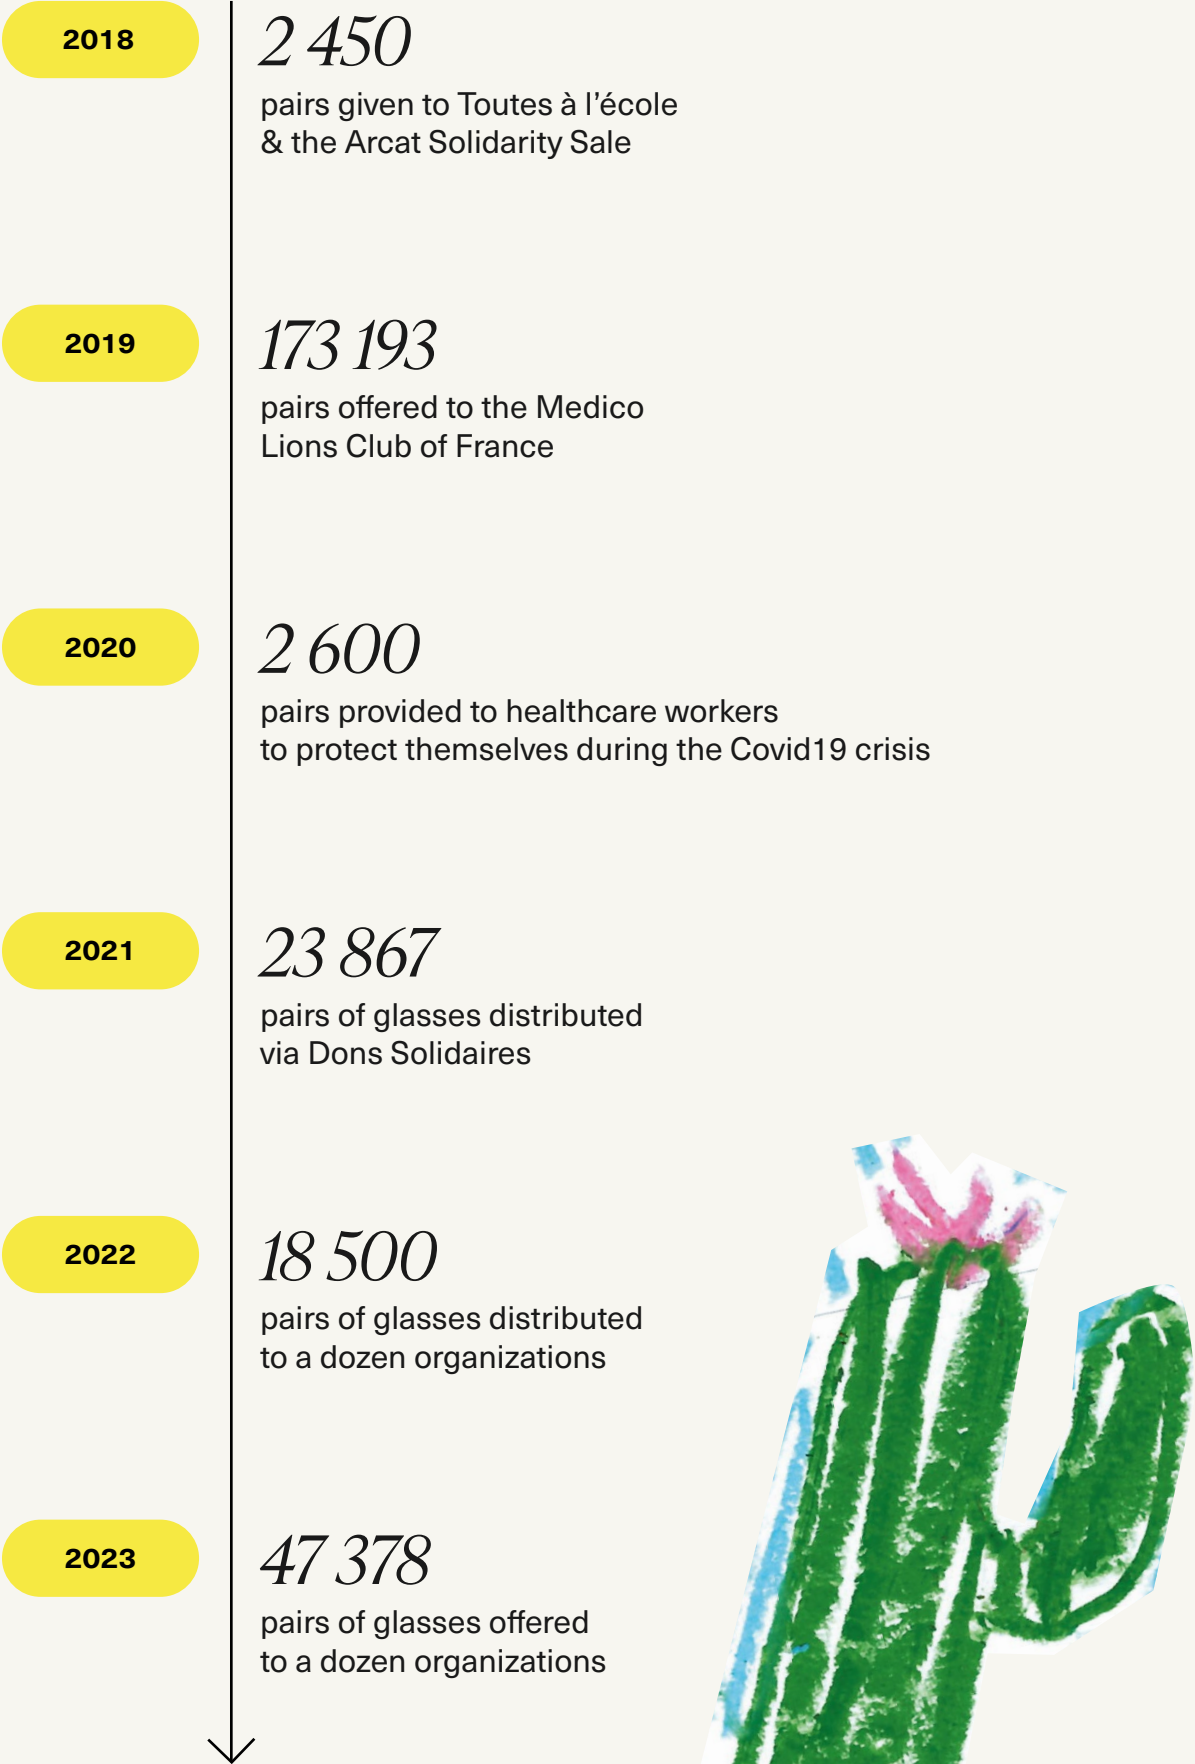 2018
2 450
pairs given to Toutes à l’école
& the Arcat Solidarity Sale
2019
173 193
pairs offered to the Medico
Lions Club of France
2020
2 600
pairs provided to healthcare workers
to protect themselves during the Covid19 crisis
2021
23 867
pairs of glasses distributed
via Dons Solidaires
2022
18 500
pairs of glasses distributed
to a dozen organizations
2023
47 378
pairs of glasses offered
to a dozen organizations